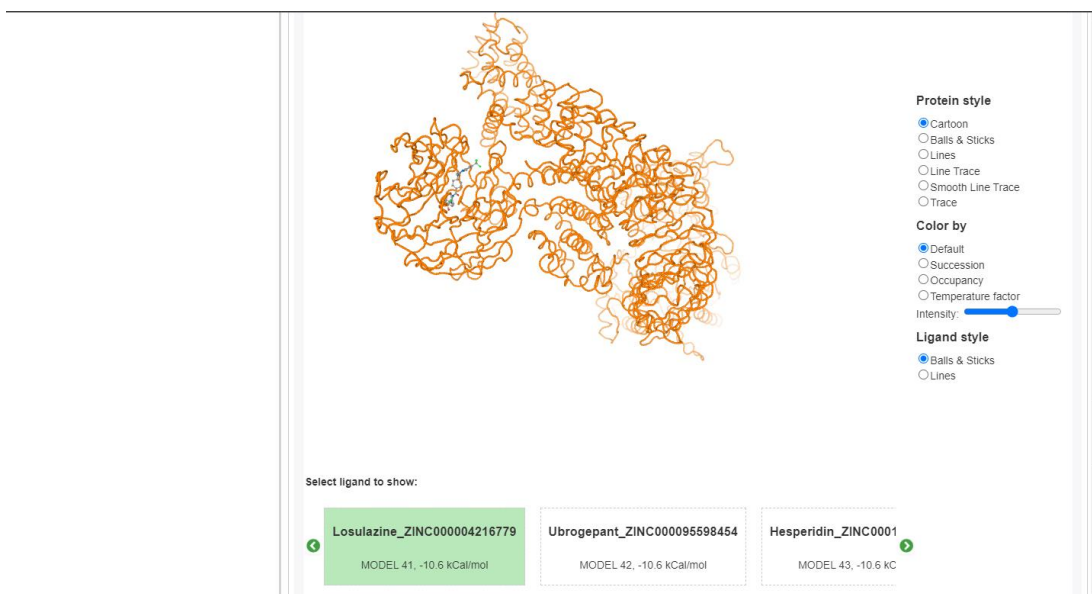 Protein style
Cartoon
Balls & Sticks
Lines
Line Trace
Smooth Line Trace
Trace
Color by
Default
Succession
Occupancy
Temperature factor
Intensity:
Ligand style
Balls & Sticks
Lines
Select ligand to show:
Losulazine_ZINC000004216779
MODEL 41, -10.6 kCal/mol
Ubrogepant_ZINC000095598454
MODEL 42, -10.6 kCal/mol
Hesperidin_ZINC0001
MODEL 43, -10.6 kC